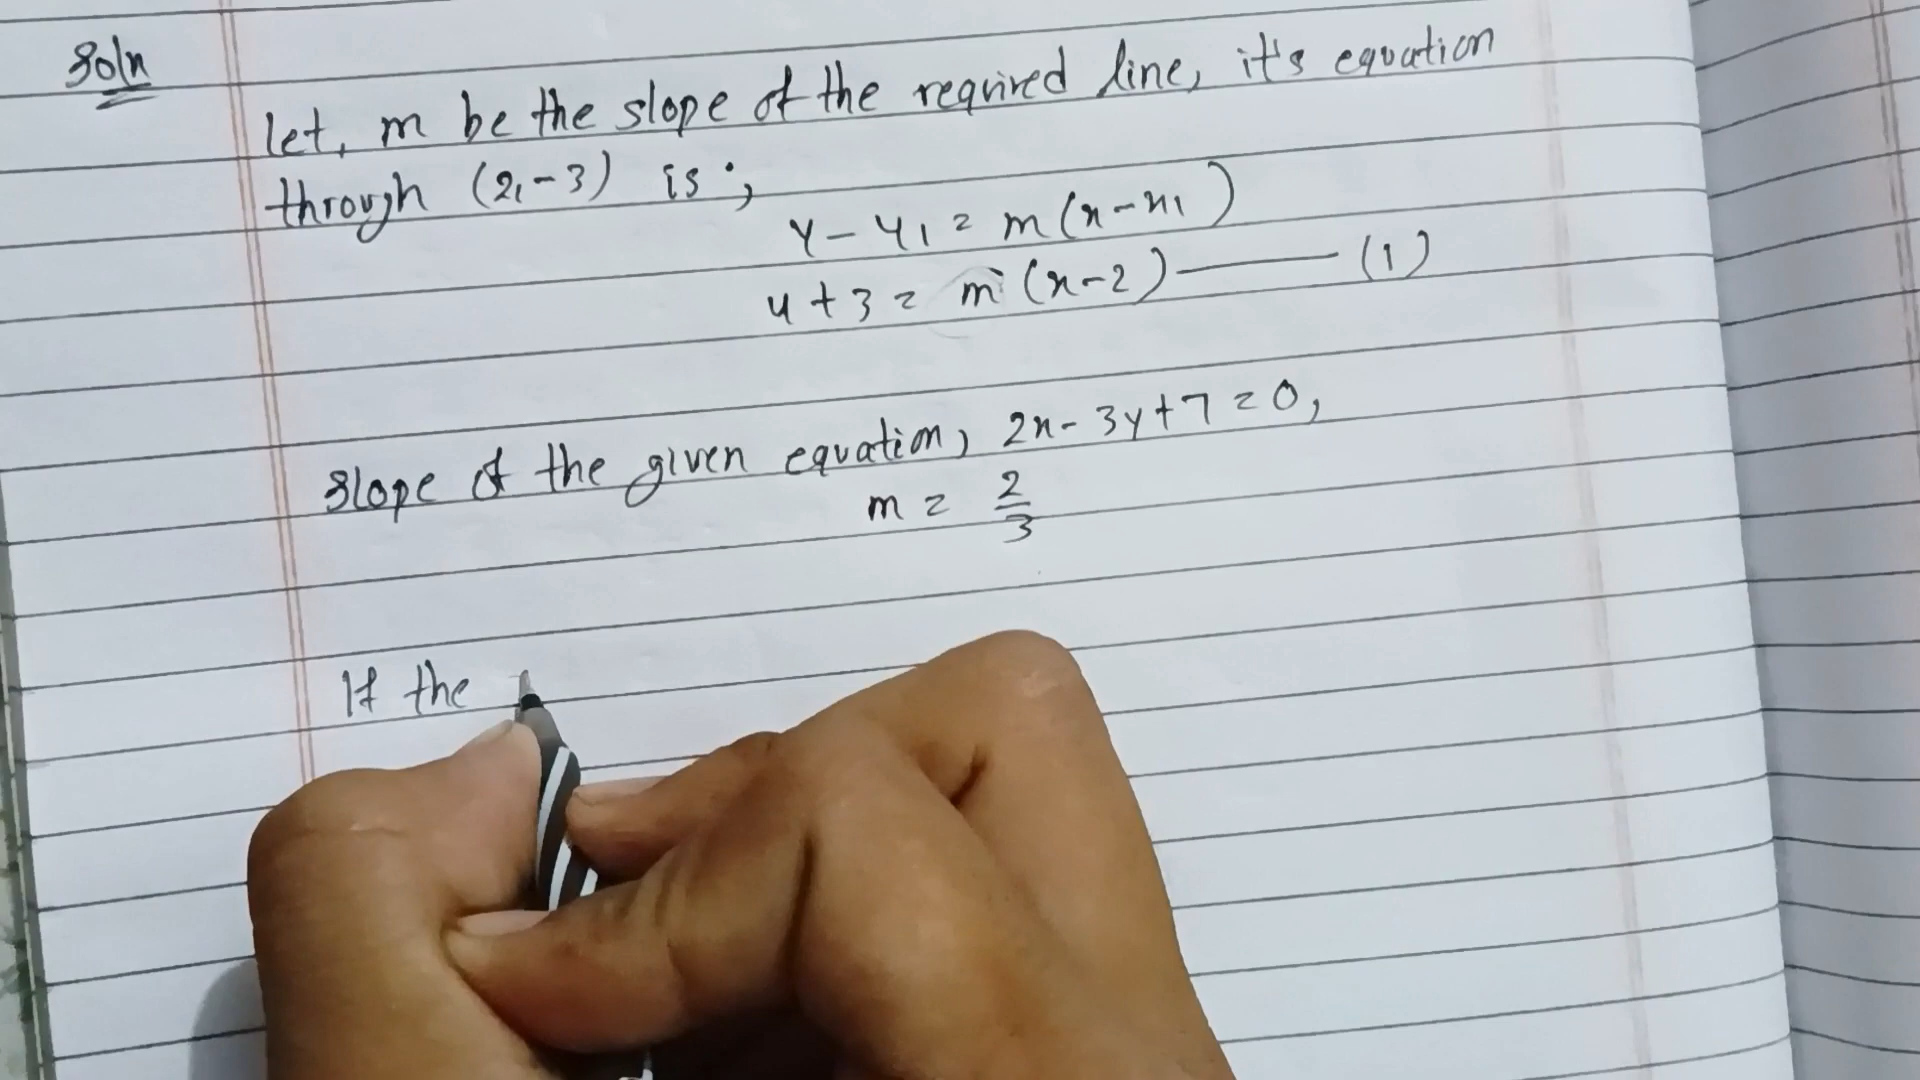 Soln
let, m be the slope of the required line, it's equation
through (2,-3) is;
y - y1 = m(x-x1)
y + 3 = m (x-2) ——— (1)
slope of the given equation, 2x - 3y + 7 = 0,
m = 2/3
If the